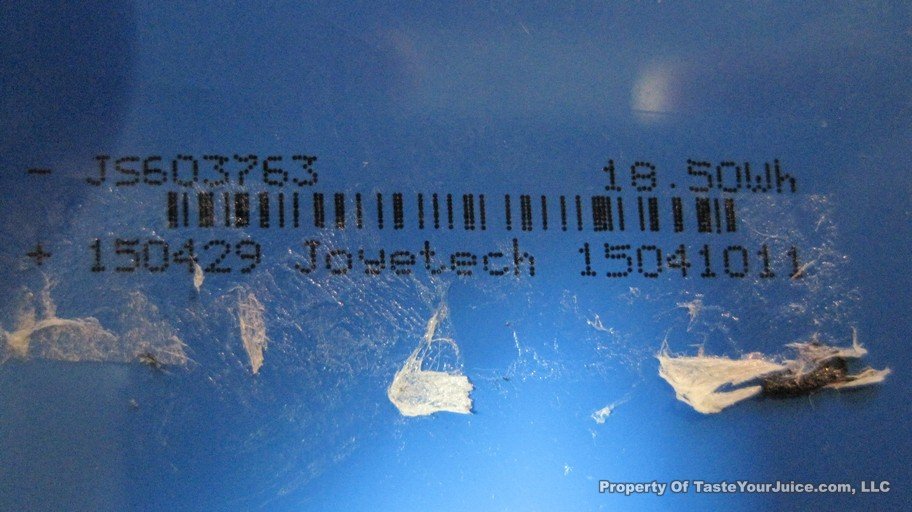 - JS603763 18.50Wh
+ 150429 Joyetech 15041011
Property Of TasteYourJuice.com, LLC